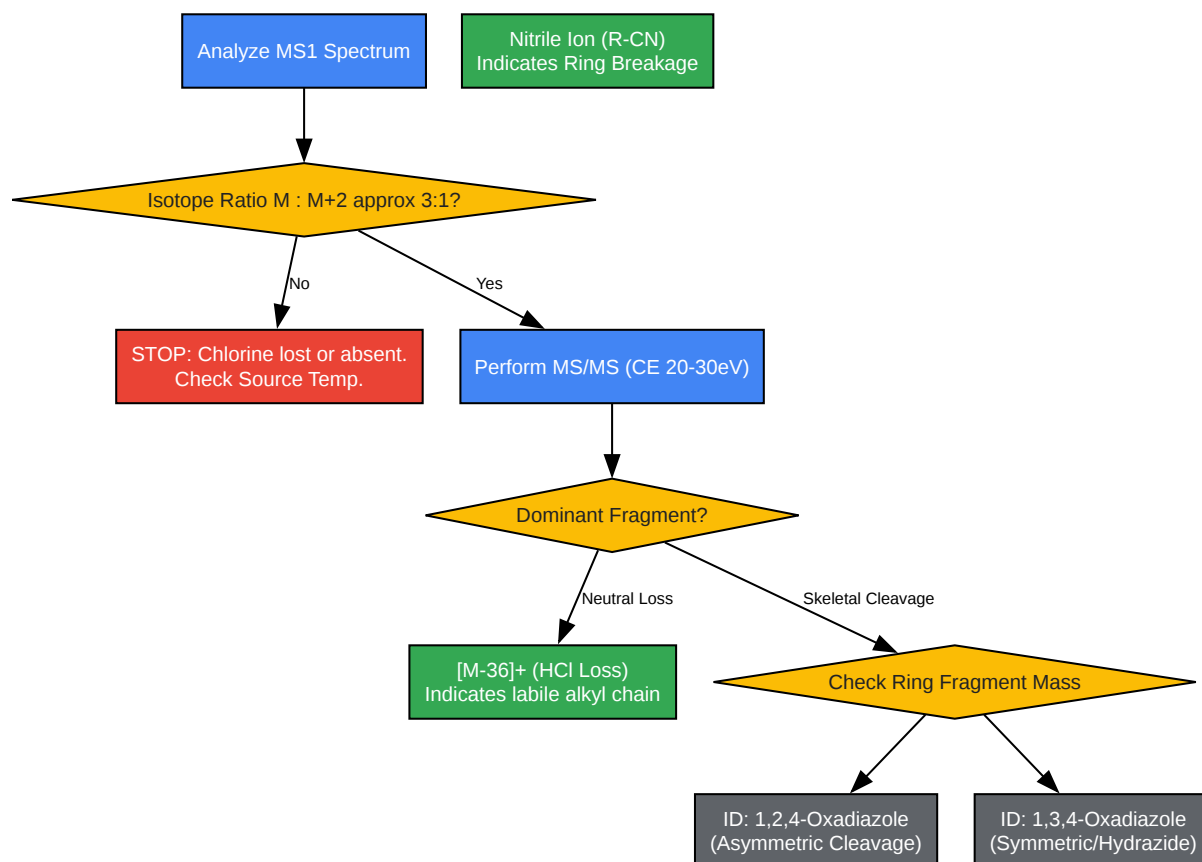 Analyze MS1 Spectrum
Nitrile Ion (R-CN)
Indicates Ring Breakage
Isotope Ratio M : M+2 approx 3:1?
No
Yes
STOP: Chlorine lost or absent.
Check Source Temp.
Perform MS/MS (CE 20-30eV)
Dominant Fragment?
Neutral Loss
Skeletal Cleavage
[M-36]+ (HCl Loss)
Indicates labile alkyl chain
Check Ring Fragment Mass
ID: 1,2,4-Oxadiazole
(Asymmetric Cleavage)
ID: 1,3,4-Oxadiazole
(Symmetric/Hydrazide)